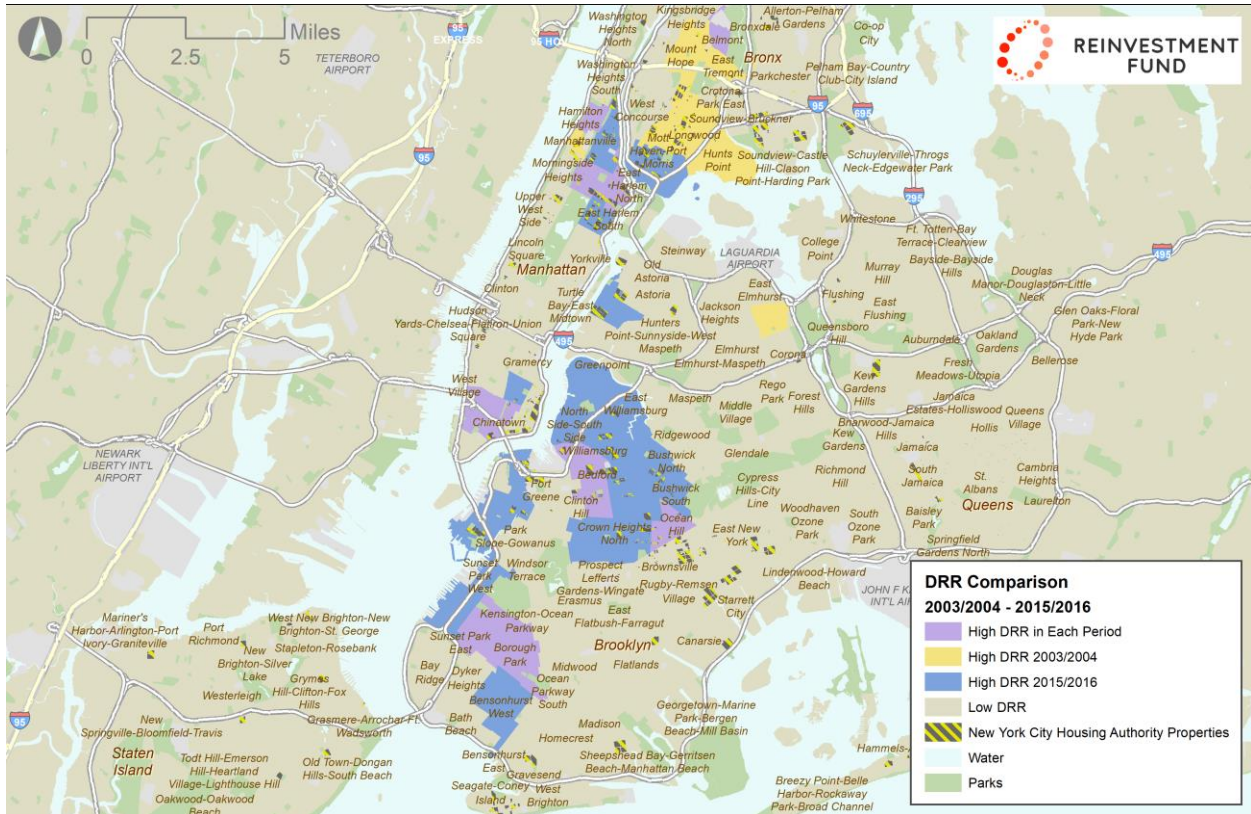 0 2.5 5 Miles
REINVESTMENT
FUND
95
EXPRESS
TETERBORO
AIRPORT
Washington
Heights
North
Kingsbridge
Heights
Bronxdale
Allerton-Pelham
Gardens
Co-op
City
Belmont
Bronx
Mount
Hope
East
Tremont
Parkchester
Pelham Bay-Country
Club-City Island
Washington
Heights
South
Crotona
Park East
95
695
Hamilton
Heights
West
Concourse
Soundview-Bruckner
Longwood
Manhattanville
Mott
Haven-Port
Morris
Hunts
Point
Soundview-Castle
Hill-Clason
Point-Harding Park
Schuylerville-Throgs
Neck-Edgewater Park
95
Morningside
Heights
East
Harlem
North
295
Upper
West
Side
East Harlem
South
Whitestone
Lincoln
Square
Yorkville
Steinway
LAGUARDIA
AIRPORT
College
Point
Ft. Totten-Bay
Terrace-Clearview
Bayside-Bayside
Hills
495
Manhattan
Old
Astoria
Astoria
Murray
Hill
Douglas
Manor-Douglaston-Little
Neck
Clinton
Turtle
Bay-East
Midtown
East
Elmhurst
Flushing
East
Flushing
Jackson
Heights
Hudson
Yards-Chelsea-Flatiron-Union
Square
Hunters
Point-Sunnyside-West
Maspeth
Queensboro
Hill
Auburndale
Oakland
Gardens
Glen Oaks-Floral
Park-New
Hyde Park
495
Elmhurst
Elmhurst-Maspeth
Corona
Bellerose
Gramercy
Greenpoint
Fresh
Meadows-Utopia
Kew
Gardens
Hills
West
Village
East
Williamsburg
Maspeth
Rego
Park
Forest
Hills
Jamaica
Estates-Holliswood
Queens
Village
Chinatown
North
Side-South
Side
Middle
Village
Briarwood-Jamaica
Hills
Hollis
Ridgewood
Kew
Gardens
Jamaica
NEWARK
LIBERTY INT'L
AIRPORT
Williamsburg
Bushwick
North
Glendale
Bedford
Richmond
Hill
South
Jamaica
St.
Albans
Cambria
Heights
Fort
Greene
Clinton
Hill
Bushwick
South
Cypress
Hills-City
Line
Queens
Laurelton
Baisley
Park
Woodhaven
Ozone
Park
South
Ozone
Park
Park
Slope-Gowanus
Crown Heights
North
Ocean
Hill
East New
York
Springfield
Gardens North
Sunset
Park
West
Windsor
Terrace
Prospect
Lefferts
Gardens-Wingate
Brownsville
Lindenwood-Howard
Beach
Rugby-Remsen
Village
Starrett
City
JOHN F K
INT'L AI
Erasmus
Kensington-Ocean
Parkway
East
Flatbush-Farragut
Mariner's
Harbor-Arlington-Port
Ivory-Graniteville
Port
Richmond
West New Brighton-New
Brighton-St. George
Stapleton-Rosebank
Sunset Park
East
Borough
Park
Brooklyn
Canarsie
New
Brighton-Silver
Lake
Bay
Ridge
Dyker
Heights
Midwood
Flatlands
Westerleigh
Grymes
Hill-Clifton-Fox
Hills
Ocean
Parkway
South
Bensonhurst
West
Georgetown-Marine
Park-Bergen
Beach-Mill Basin
95
New
Springville-Bloomfield-Travis
Grasmere-Arrochar-Ft.
Wadsworth
Bath
Beach
Madison
Homecrest
Staten
Island
Todt Hill-Emerson
Hill-Heartland
Village-Lighthouse Hill
Old Town-Dongan
Hills-South Beach
Bensonhurst
East
Sheepshead Bay-Gerritsen
Beach-Manhattan Beach
Hammels-A
Gravesend
Oakwood-Oakwood
Beach
Seagate-Coney
Island
West
Brighton
Breezy Point-Belle
Harbor-Rockaway
Park-Broad Channel
DRR Comparison
2003/2004 - 2015/2016
High DRR in Each Period
High DRR 2003/2004
High DRR 2015/2016
Low DRR
New York City Housing Authority Properties
Water
Parks